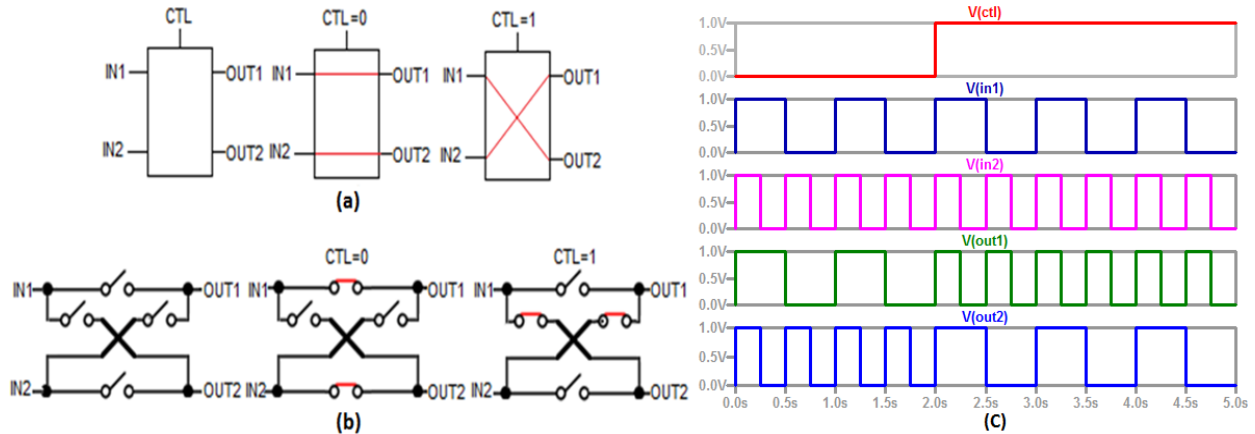 CTL CTL=0 CTL=1
IN1 OUT1 IN1 OUT1 IN1 OUT1
IN2 OUT2 IN2 OUT2 IN2 OUT2
(a)
CTL=0 CTL=1
IN1 OUT1 IN1 OUT1 IN1 OUT1
IN2 OUT2 IN2 OUT2 IN2 OUT2
(b)
V(ctl)
1.0V
0.5V
0.0V
V(in1)
1.0V
0.5V
0.0V
V(in2)
1.0V
0.5V
0.0V
V(out1)
1.0V
0.5V
0.0V
V(out2)
1.0V
0.5V
0.0V
0.0s 0.5s 1.0s 1.5s 2.0s 2.5s 3.0s 3.5s 4.0s 4.5s 5.0s
(C)